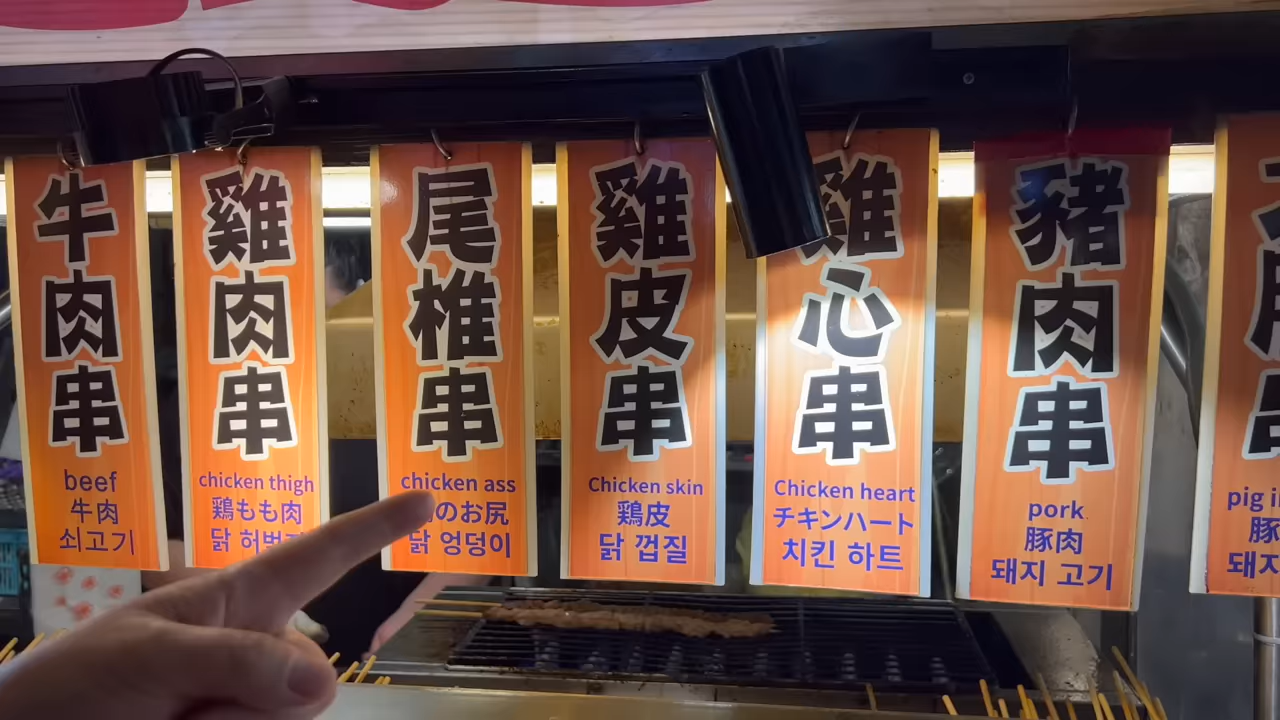 牛肉串
beef
牛肉
쇠고기
雞肉串
chicken thigh
鶏もも肉
닭
尾椎串
chicken ass
のお尻
닭 엉덩이
雞皮串
Chicken skin
鶏皮
닭 껍질
雞心串
Chicken heart
チキンハート
치킨 하트
豬肉串
pork
豚肉
돼지 고기
pig
豚
돼지